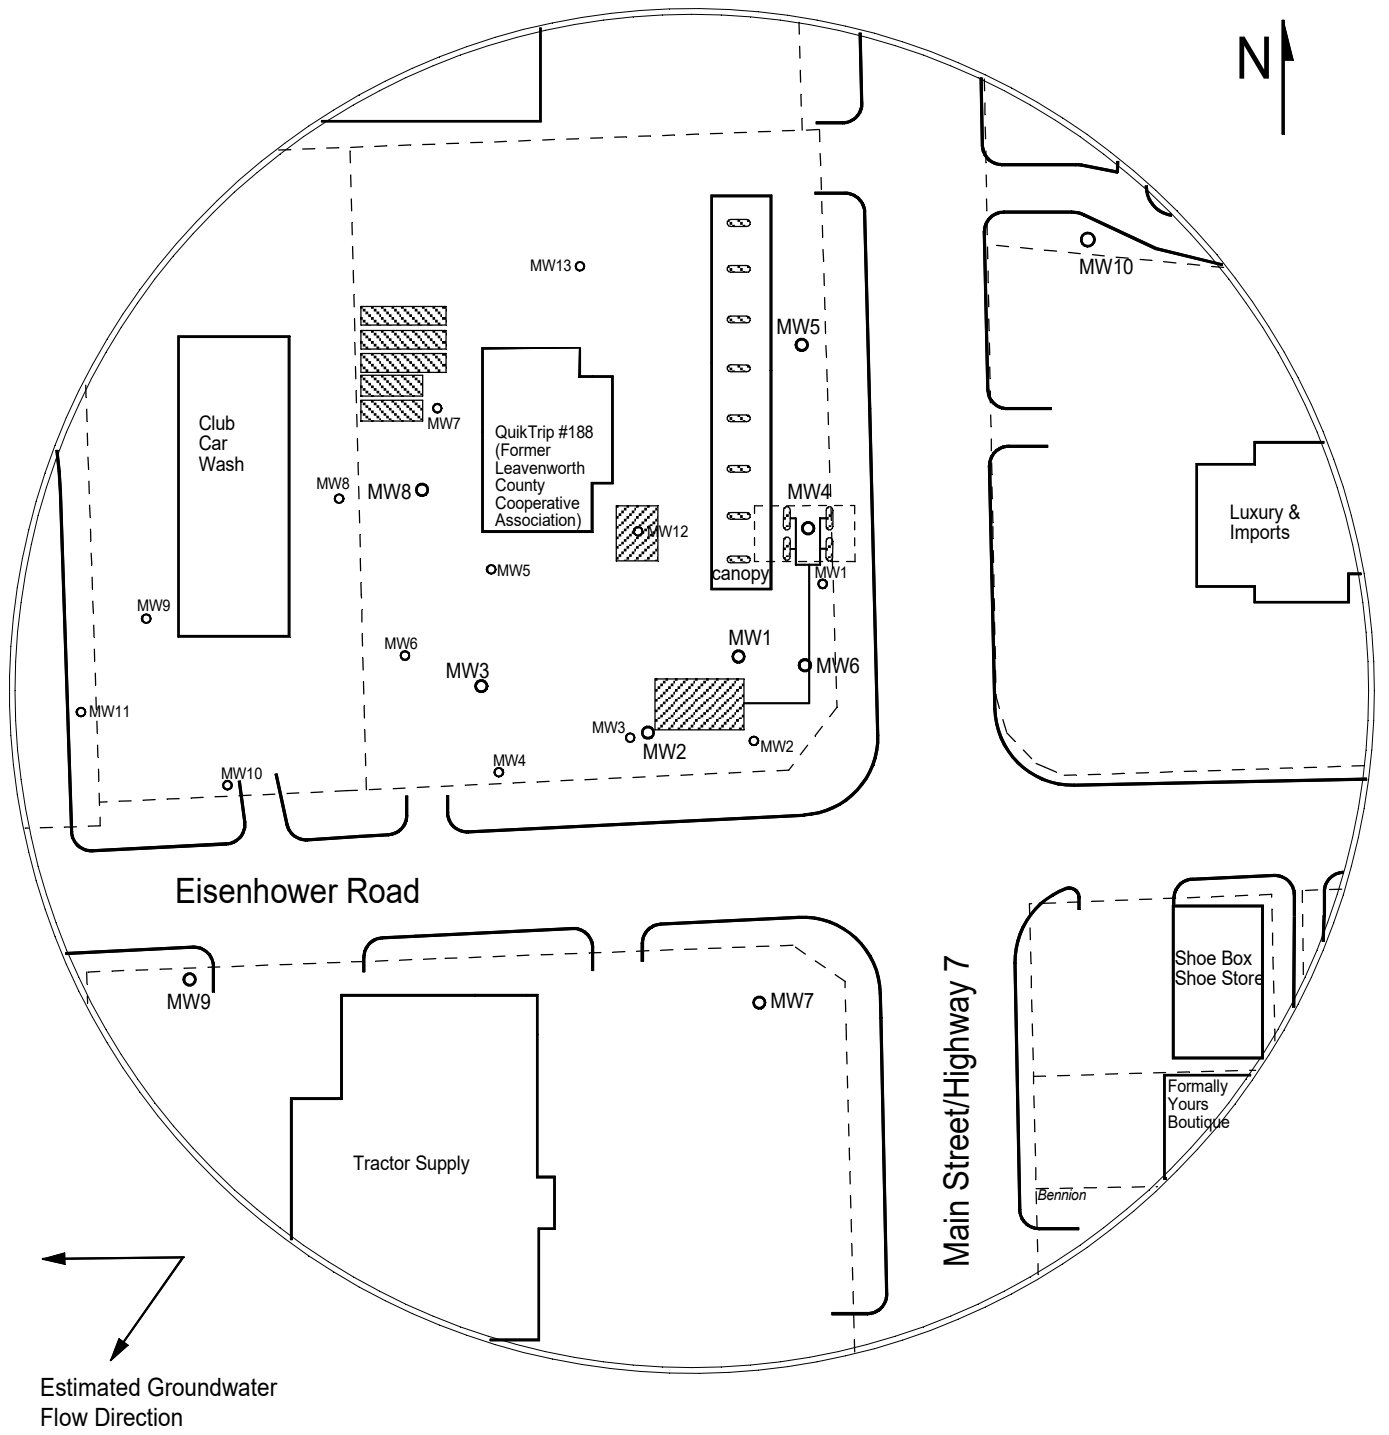 N
MW10
MW13
MW5
MW7
Club
Car
Wash
QuikTrip #188
(Former
Leavenworth
County
Cooperative
Association)
MW8
MW8
MW4
MW12
Luxury &
Imports
MW5
canopy
MW1
MW9
MW6
MW3
MW1
MW6
MW11
MW3
MW2
MW2
MW4
MW10
Eisenhower Road
MW9
MW7
Main Street/Highway 7
Shoe Box
Shoe Store
Formally
Yours
Boutique
Tractor Supply
Bennion
Estimated Groundwater
Flow Direction